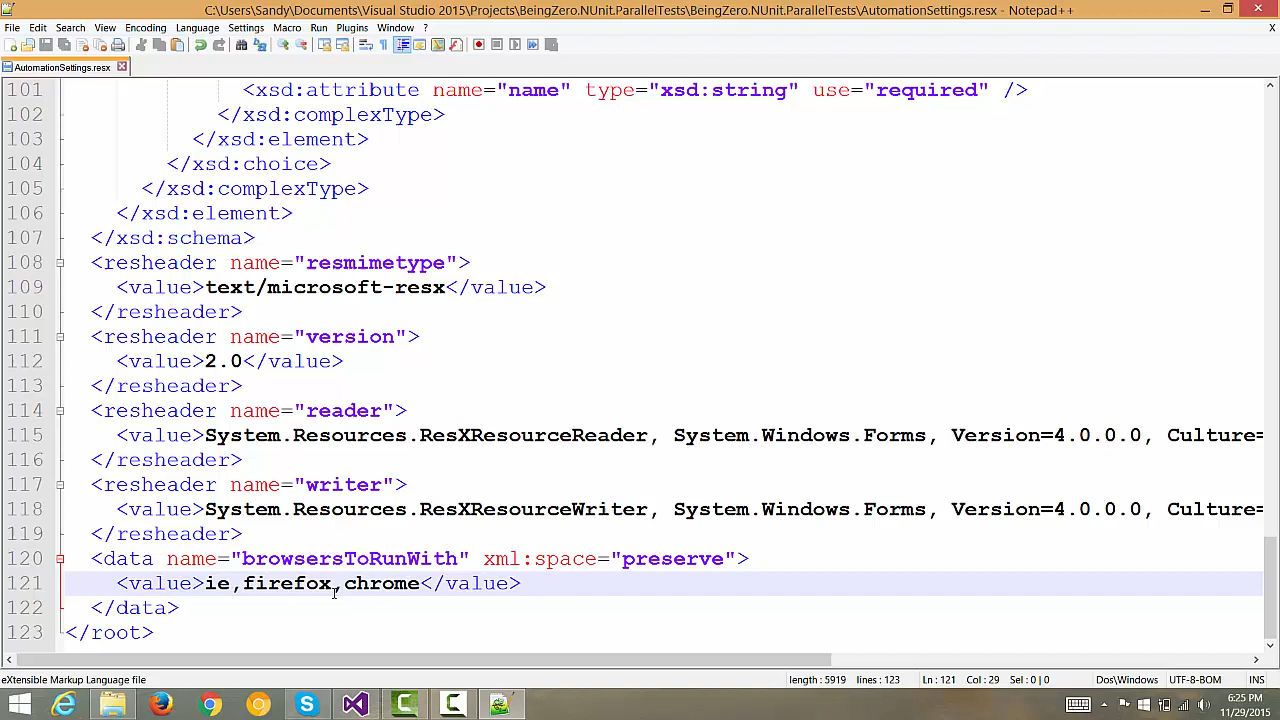 C:\Users\Sandy\Documents\Visual Studio 2015\Projects\BeingZero.NUnit.ParallelTests\BeingZero.NUnit.ParallelTests\AutomationSettings.resx - Notepad++
File Edit Search View Encoding Language Settings Macro Run Plugins Window ? X
AutomationSettings.resx
101 <xsd:attribute name="name" type="xsd:string" use="required" />
102 </xsd:complexType>
103 </xsd:element>
104 </xsd:choice>
105 </xsd:complexType>
106 </xsd:element>
107 </xsd:schema>
108 <resheader name="resmimetype">
109 <value>text/microsoft-resx</value>
110 </resheader>
111 <resheader name="version">
112 <value>2.0</value>
113 </resheader>
114 <resheader name="reader">
115 <value>System.Resources.ResXResourceReader, System.Windows.Forms, Version=4.0.0.0, Culture=
116 </resheader>
117 <resheader name="writer">
118 <value>System.Resources.ResXResourceWriter, System.Windows.Forms, Version=4.0.0.0, Culture=
119 </resheader>
120 <data name="browsersToRunWith" xml:space="preserve">
121 <value>ie,firefox,chrome</value>
122 </data>
123 </root>
eXtensible Markup Language file length : 5919 lines : 123 Ln : 121 Col : 29 Sel : 0 | 0 Dos\Windows UTF-8-BOM INS
6:25 PM
11/29/2015